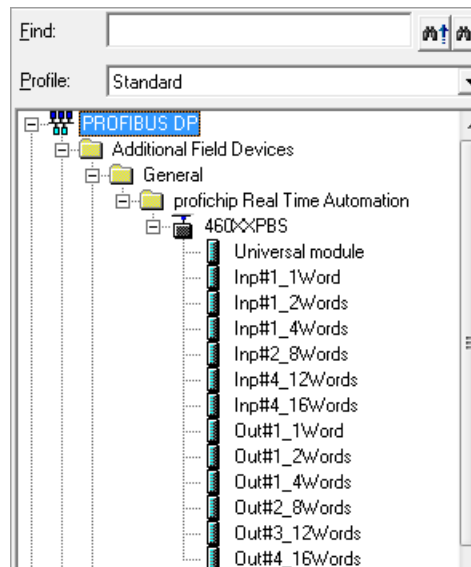 Find:
Profile: Standard
PROFIBUS DP
Additional Field Devices
General
profichip Real Time Automation
460XXPBS
Universal module
Inp#1_1Word
Inp#1_2Words
Inp#1_4Words
Inp#2_8Words
Inp#4_12Words
Inp#4_16Words
Out#1_1Word
Out#1_2Words
Out#1_4Words
Out#2_8Words
Out#3_12Words
Out#4_16Words